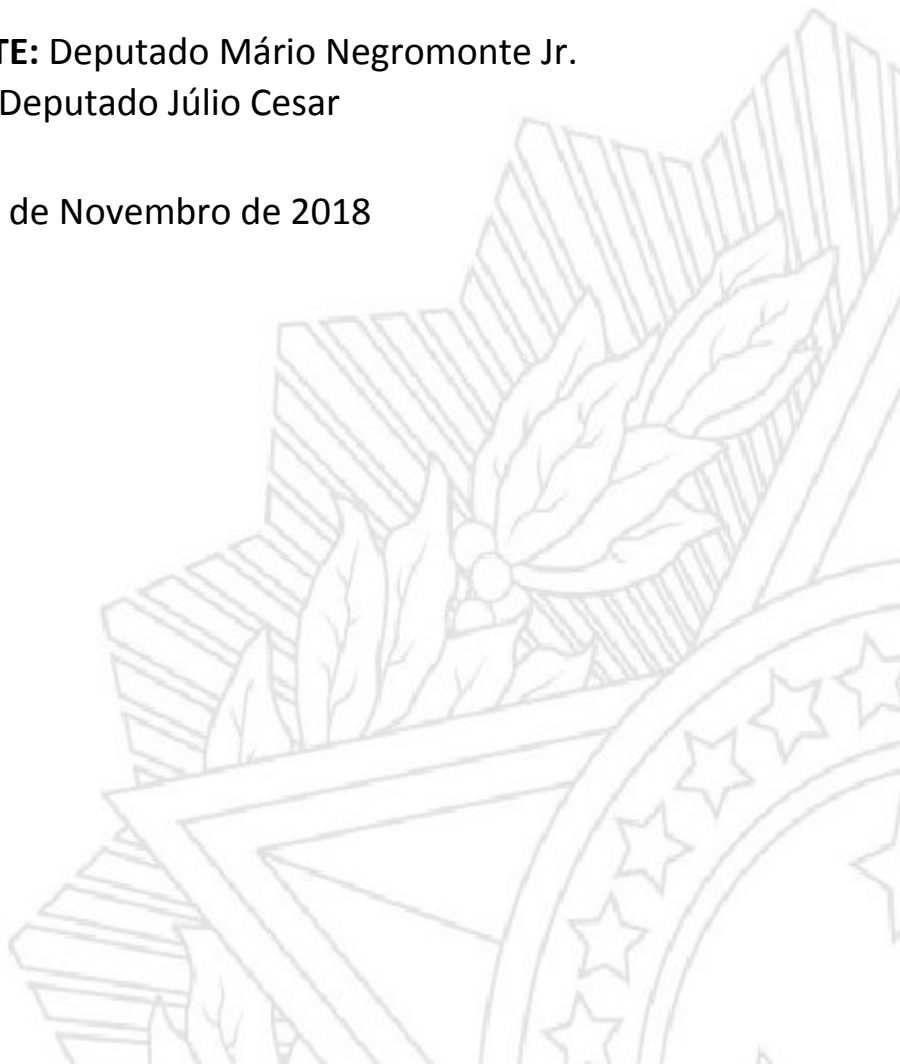 TE: Deputado Mário Negromonte Jr.
Deputado Júlio Cesar
de Novembro de 2018